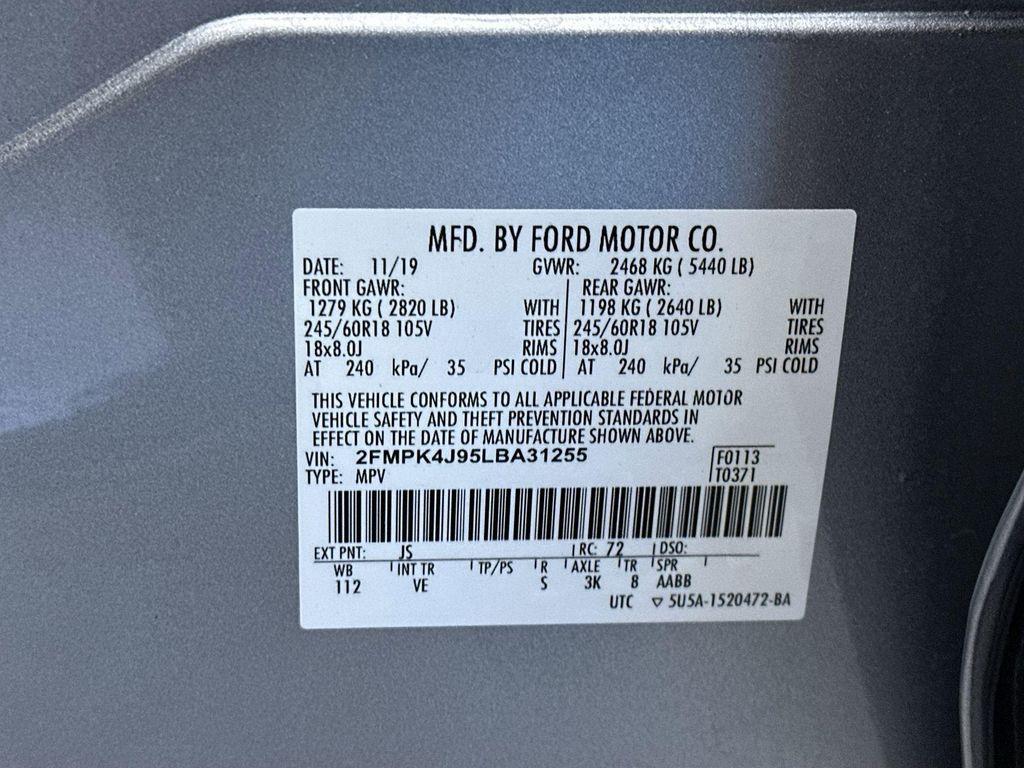 MFD. BY FORD MOTOR CO.
DATE: 11/19 GVWR: 2468 KG ( 5440 LB)
FRONT GAWR: REAR GAWR:
1279 KG ( 2820 LB) WITH 1198 KG ( 2640 LB) WITH
245/60R18 105V TIRES 245/60R18 105V TIRES
18x8.0J RIMS 18x8.0J RIMS
AT 240 kPa/ 35 PSI COLD AT 240 kPa/ 35 PSI COLD
THIS VEHICLE CONFORMS TO ALL APPLICABLE FEDERAL MOTOR
VEHICLE SAFETY AND THEFT PREVENTION STANDARDS IN
EFFECT ON THE DATE OF MANUFACTURE SHOWN ABOVE.
VIN: 2FMPK4J95LBA31255 F0113
TYPE: MPV T0371
EXT PNT: JS RC: 72 DSO:
WB INT TR TP/PS R AXLE TR SPR
112 VE S 3K 8 AABB
UTC ▽ 5U5A-1520472-BA